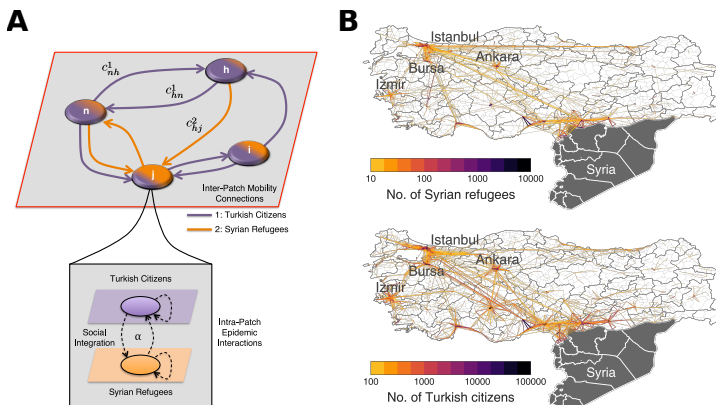 A
c¹ₙₕ
h
c¹ₕₙ
n
c²ₕⱼ
i
j
Inter-Patch Mobility
Connections
1: Turkish Citizens
2: Syrian Refugees
Turkish Citizens
Social
Integration
α
Intra-Patch
Epidemic
Interactions
Syrian Refugees
B
Istanbul
Ankara
Bursa
Izmir
Syria
10 100 1000 10000
No. of Syrian refugees
Istanbul
Ankara
Bursa
Izmir
Syria
100 1000 10000 100000
No. of Turkish citizens